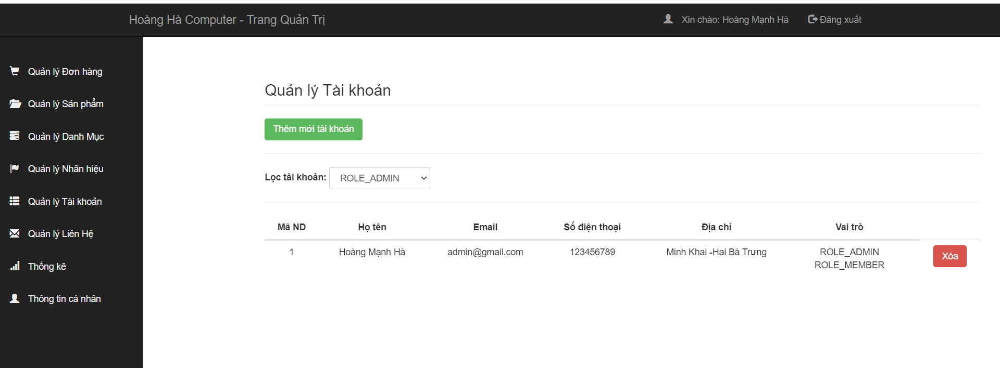 Hoàng Hà Computer - Trang Quản Trị
Xin chào: Hoàng Mạnh Hà
Đăng xuất
Quản lý Đơn hàng
Quản lý Sản phẩm
Quản lý Danh Mục
Quản lý Nhãn hiệu
Quản lý Tài khoản
Quản lý Liên Hệ
Thống kê
Thông tin cá nhân
Quản lý Tài khoản
Thêm mới tài khoản
Lọc tài khoản: ROLE_ADMIN
Mã ND Họ tên Email Số điện thoại Địa chỉ Vai trò
1 Hoàng Mạnh Hà admin@gmail.com 123456789 Minh Khai -Hai Bà Trưng ROLE_ADMIN Xóa
ROLE_MEMBER